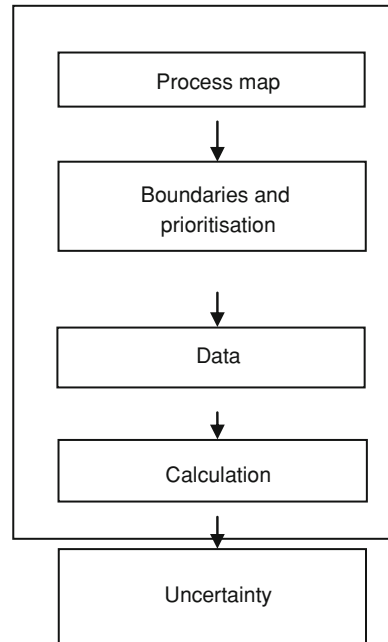 Process map
Boundaries and
prioritisation
Data
Calculation
Uncertainty